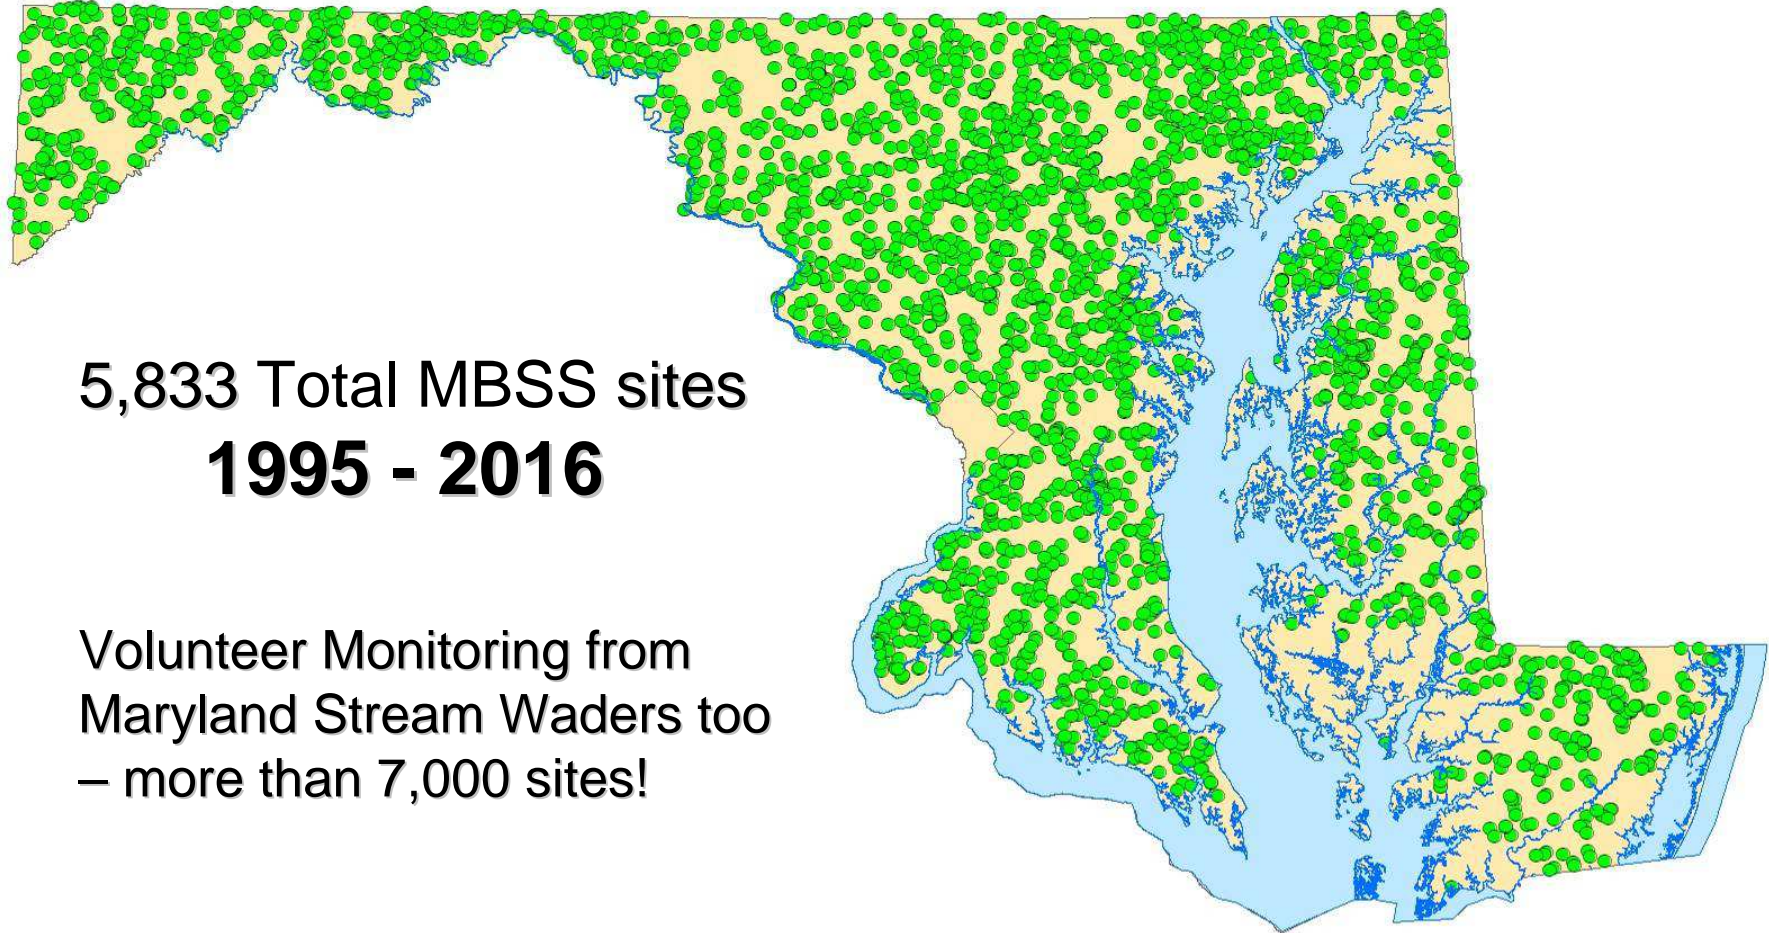 5,833 Total MBSS sites
1995 - 2016
Volunteer Monitoring from
Maryland Stream Waders too
– more than 7,000 sites!